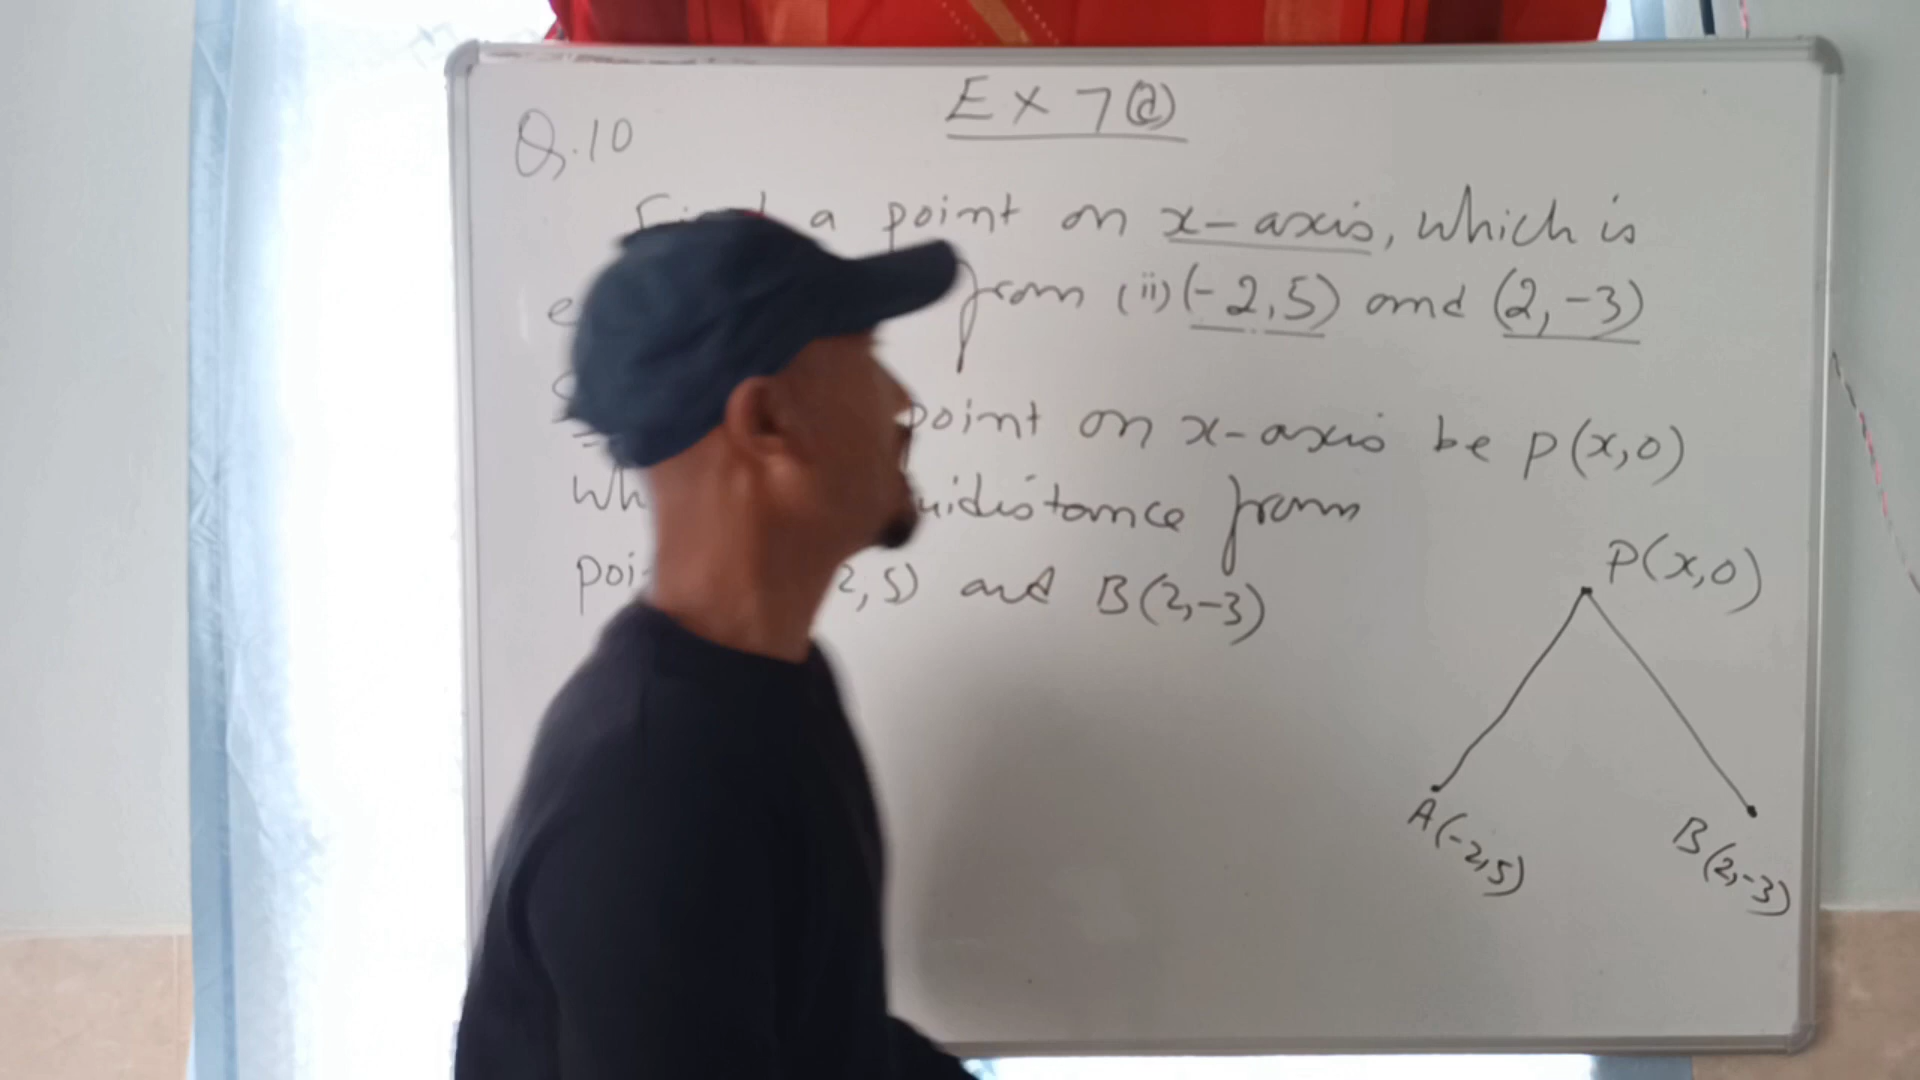 Ex 7(a)
Q.10
a point on x-axis, which is
from (ii) (-2,5) and (2,-3)
point on x-axis be P(x,0)
from
and B(2,-3)
P(x,0)
A(-2,5)
B(2,-3)